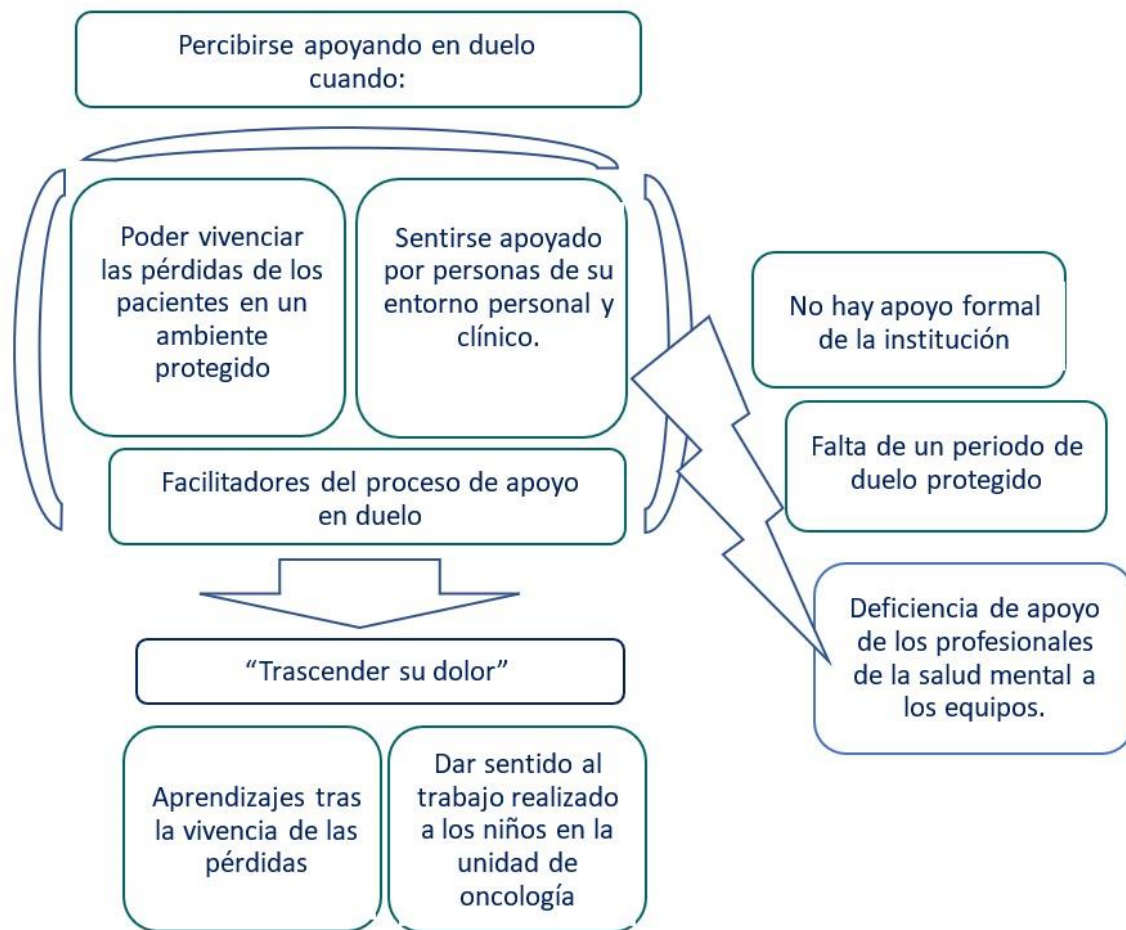 Percibirse apoyando en duelo
cuando:
Poder vivenciar
las pérdidas de los
pacientes en un
ambiente
protegido
Sentirse apoyado
por personas de su
entorno personal y
clínico.
Facilitadores del proceso de apoyo
en duelo
No hay apoyo formal
de la institución
Falta de un periodo de
duelo protegido
Deficiencia de apoyo
de los profesionales
de la salud mental a
los equipos.
“Trascender su dolor”
Aprendizajes tras
la vivencia de las
pérdidas
Dar sentido al
trabajo realizado
a los niños en la
unidad de
oncología